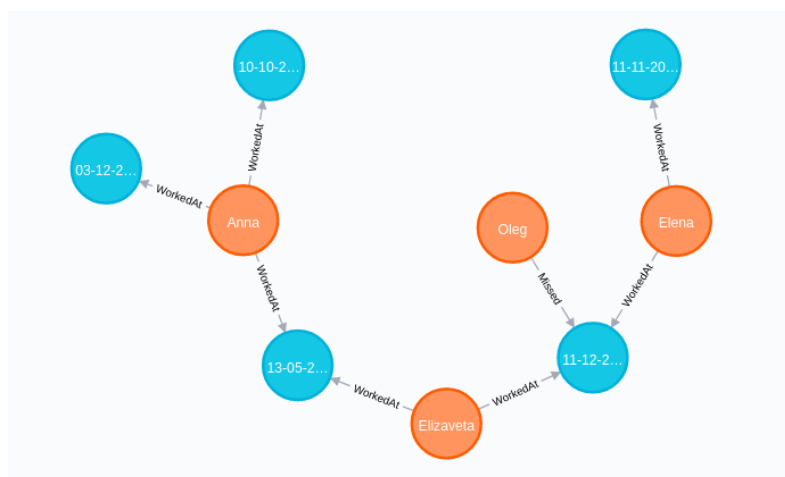 10-10-2...
11-11-20...
WorkedAt
WorkedAt
03-12-2...
WorkedAt
Anna
Oleg
Elena
WorkedAt
Missed
WorkedAt
13-05-2...
11-12-2...
WorkedAt
WorkedAt
Elizaveta